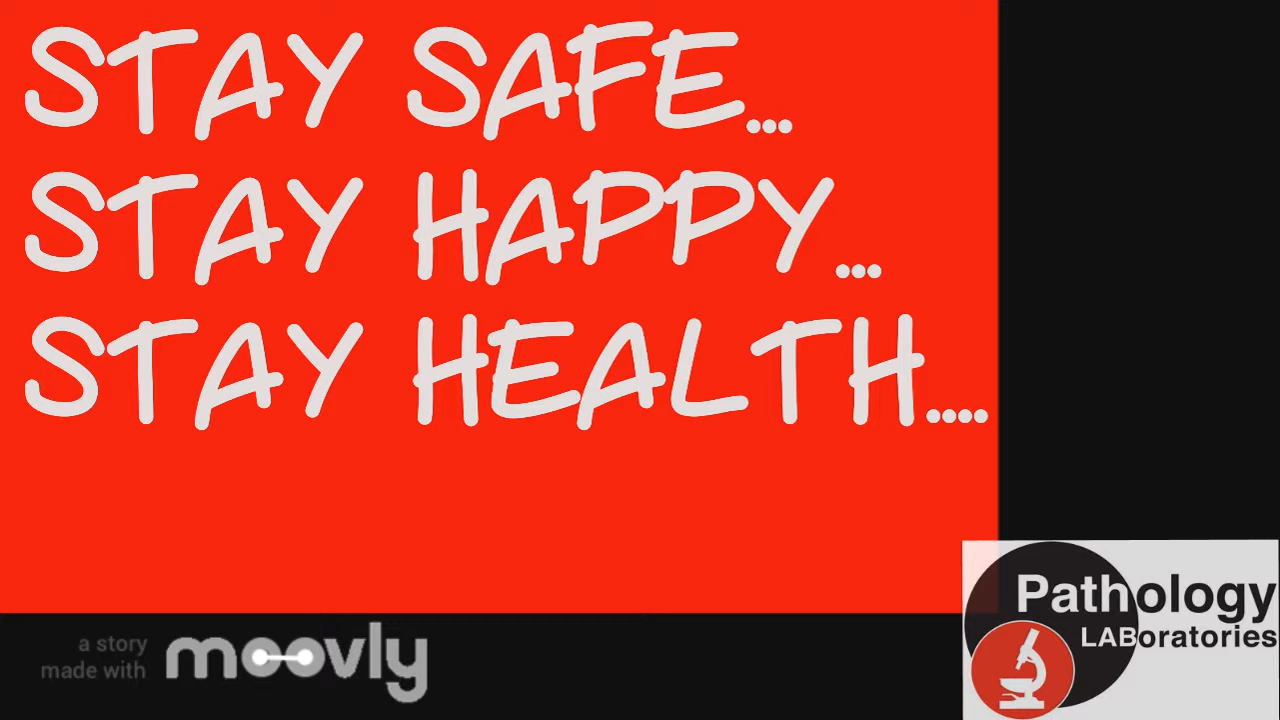 STAY SAFE...
STAY HAPPY...
STAY HEALTH....
a story
made with
moovly
Pathology
LABoratories